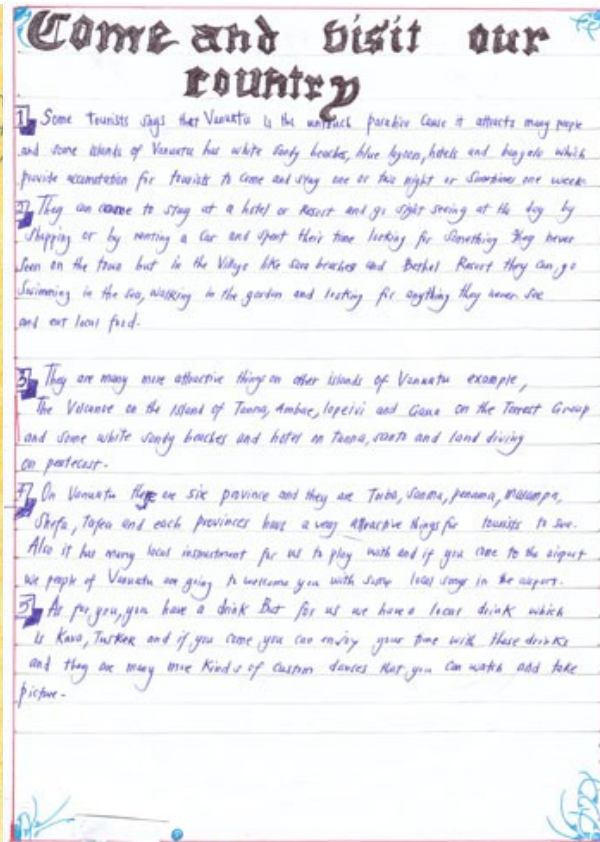 Come and visit our
country
1 Some tourists says that Vanuatu is the untouch paradise cause it attracts many people
and some islands of Vanuatu has white sandy beaches, blue lagoon, hotels and bungalo which
provide accomotation for tourists to come and stay one or two night or sometimes one week.
2 They can come to stay at a hotel or Resort and go sight seeing at the day by
shipping or by renting a car and spent their time looking for something they never
seen on the town but in the Village like sara beaches and Bethel Resort they can go
Swimming in the sea, walking in the garden and looking for anything they never see
and eat local food.
3 They are many more attractive things on other islands of Vanuatu example,
The Volcanoe on the Island of Tanna, Ambae, lopeivi and Gaua on the Torrest Group
and some white sandy beaches and hotel on Tanna, santo and land diving
on pentecost.
4 On Vanuatu there are six province and they are Torba, Sanma, penama, malampa,
Shefa, Tafea and each provinces have a very attractive things for tourists to see.
Also it has many local instrustment for us to play with and if you come to the airport
we people of Vanuatu are going to welcome you with some local songs in the airport.
5 As for you, you have a drink But for us we have a local drink which
is Kava, Tusker and if you come you can enjoy your time with those drinks
and they are many more kinds of custom dances that you can watch and take
picture.